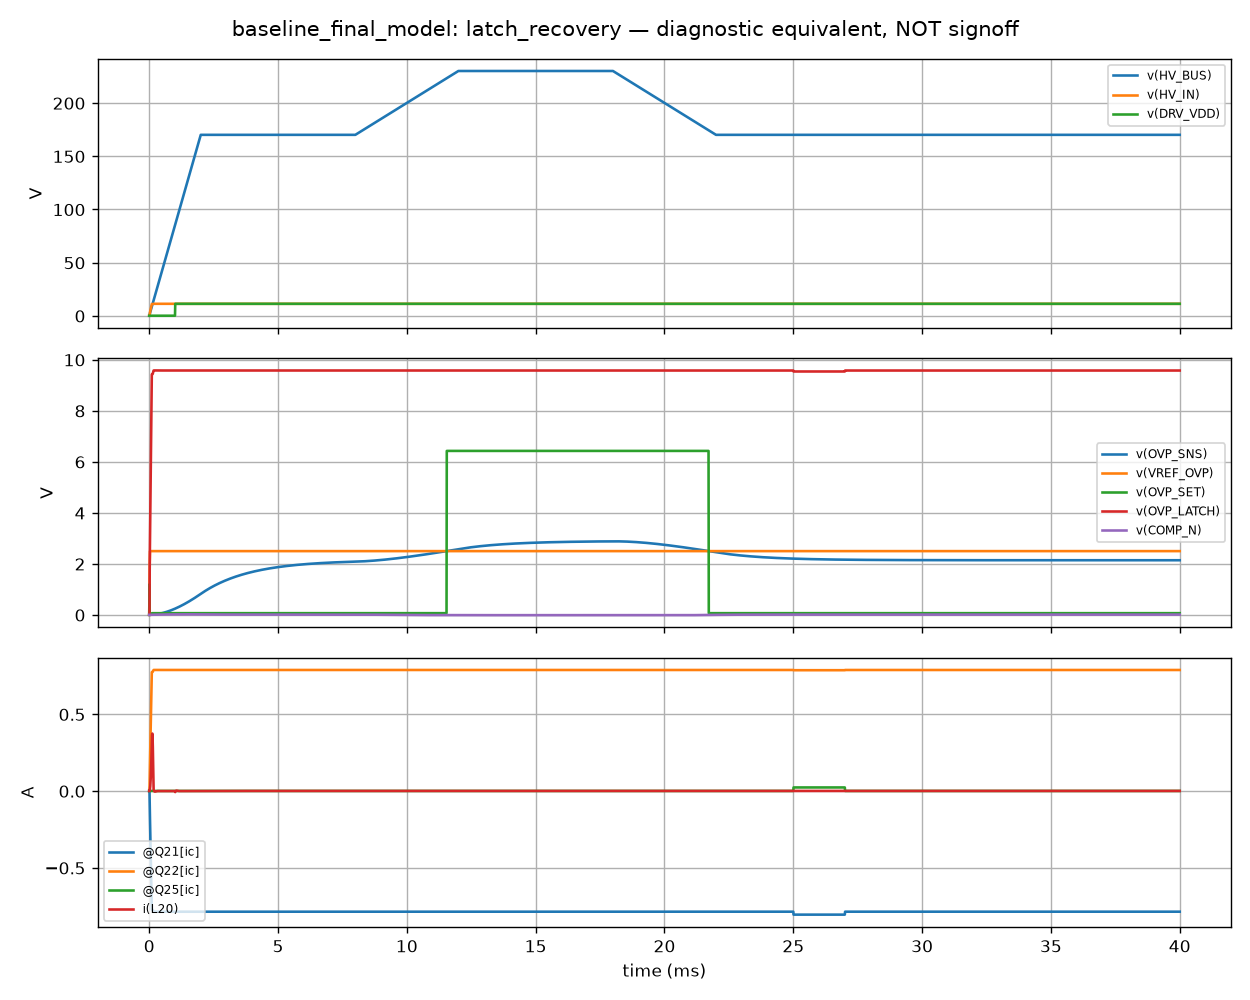 baseline_final_model: latch_recovery — diagnostic equivalent, NOT signoff
V
200
150
100
50
0
v(HV_BUS)
v(HV_IN)
v(DRV_VDD)
V
10
8
6
4
2
0
v(OVP_SNS)
v(VREF_OVP)
v(OVP_SET)
v(OVP_LATCH)
v(COMP_N)
A
0.5
0.0
−0.5
@Q21[ic]
@Q22[ic]
@Q25[ic]
i(L20)
0 5 10 15 20 25 30 35 40
time (ms)